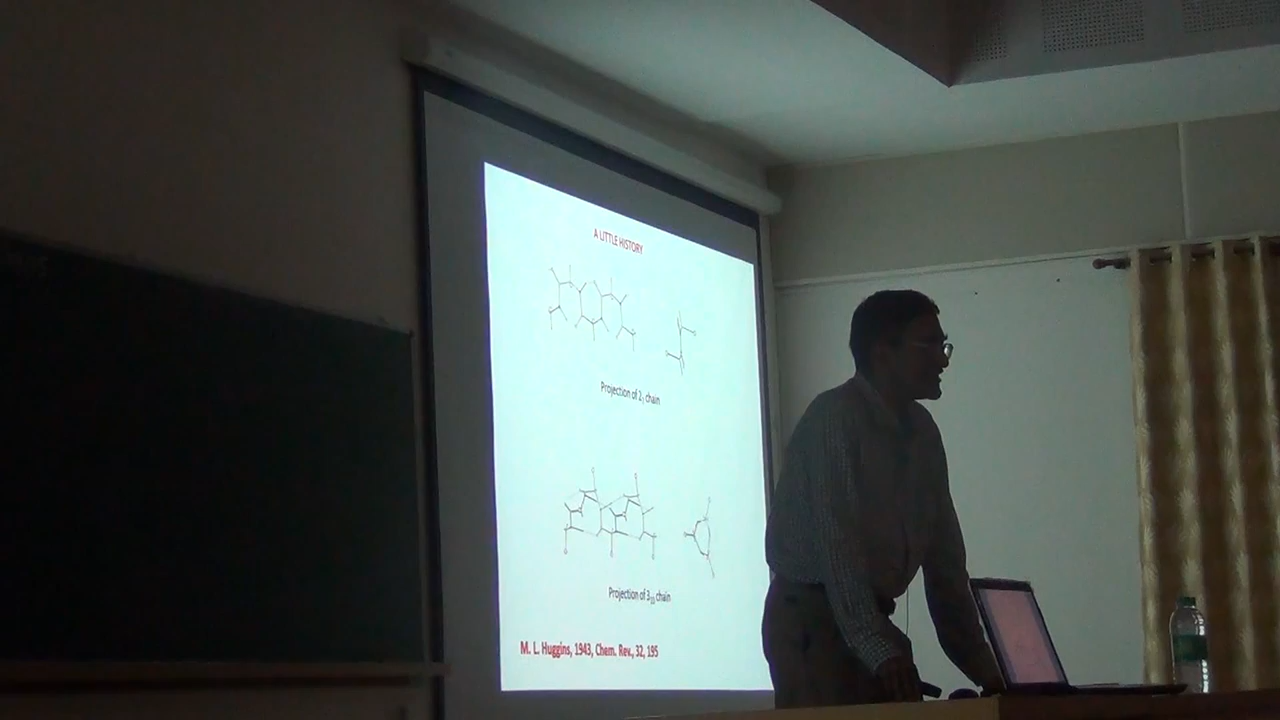 A LITTLE HISTORY
Projection of 2₁ chain
Projection of 3₁₀ chain
M. L. Huggins, 1943, Chem. Rev., 32, 195